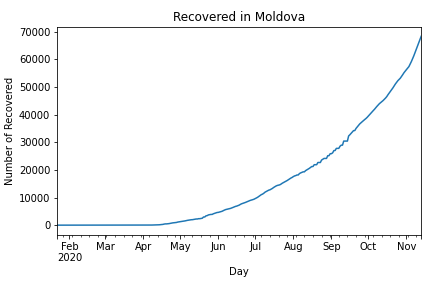 Recovered in Moldova
Number of Recovered
70000
60000
50000
40000
30000
20000
10000
0
Feb Mar Apr May Jun Jul Aug Sep Oct Nov
2020
Day